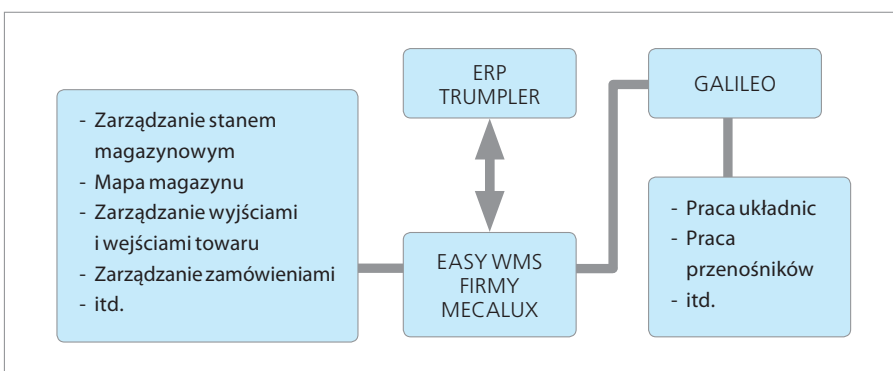 - Zarządzanie stanem
magazynowym
- Mapa magazynu
- Zarządzanie wyjściami
i wejściami towaru
- Zarządzanie zamówieniami
- itd.
ERP
TRUMPLER
EASY WMS
FIRMY
MECALUX
GALILEO
- Praca układnic
- Praca
przenośników
- itd.